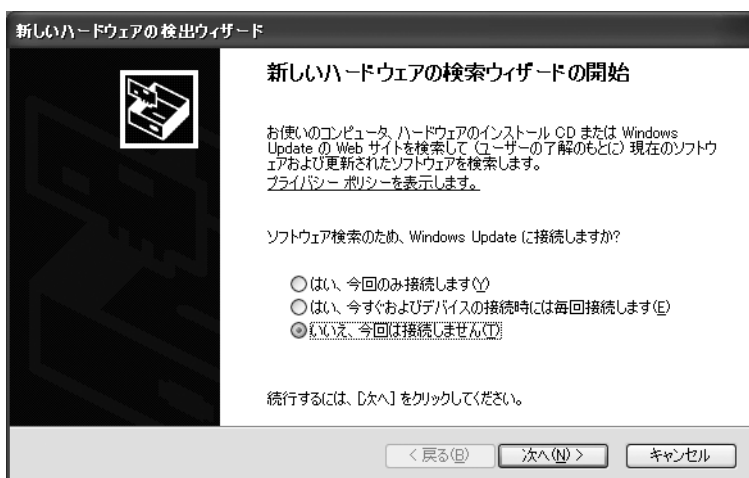 新しいハードウェアの検出ウィザード
新しいハードウェアの検索ウィザードの開始
お使いのコンピュータ、ハードウェアのインストール CD または Windows
Update の Web サイトを検索して (ユーザーの了解のもとに) 現在のソフトウ
ェアおよび更新されたソフトウェアを検索します。
プライバシー ポリシーを表示します。
ソフトウェア検索のため、Windows Update に接続しますか?
はい、今回のみ接続します(Y)
はい、今すぐおよびデバイスの接続時には毎回接続します(E)
いいえ、今回は接続しません(T)
続行するには、[次へ] をクリックしてください。
< 戻る(B)
次へ(N) >
キャンセル